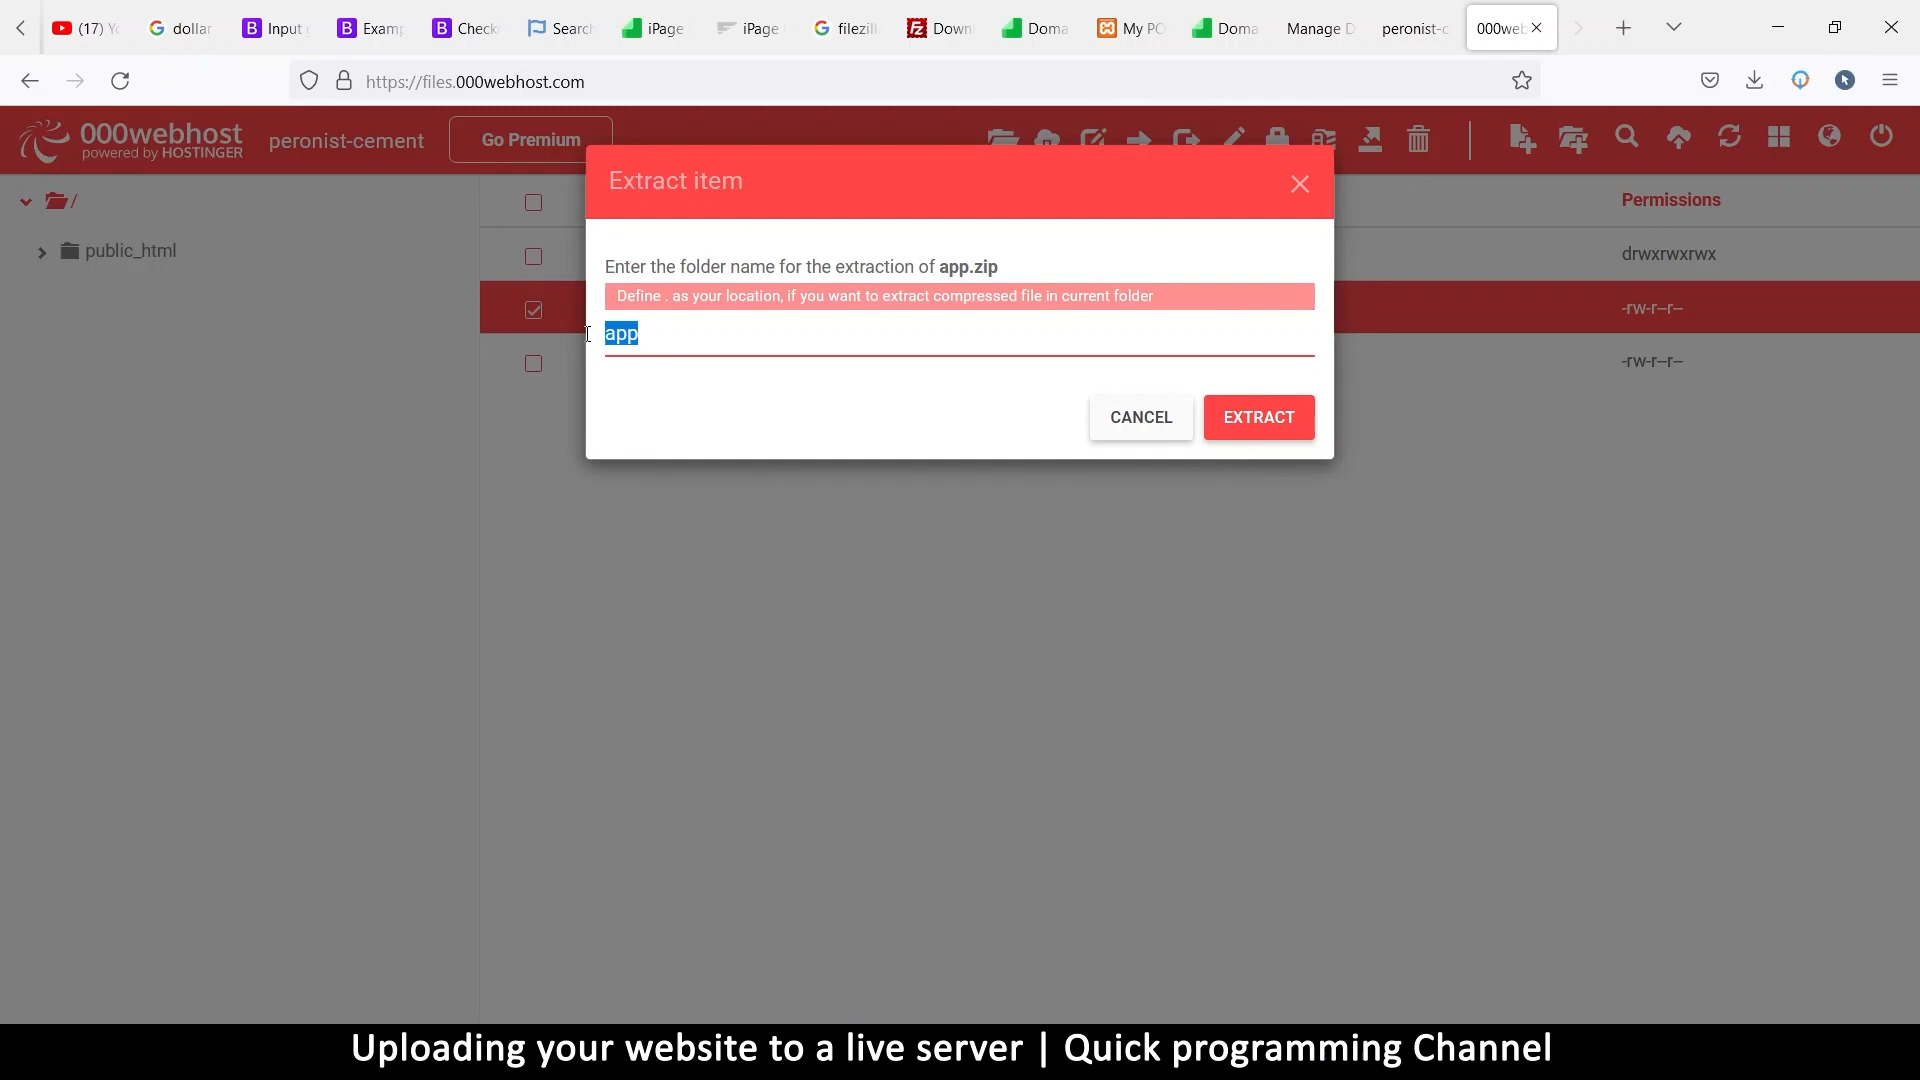 (17) Yo
dollar
Input
Examp
Check
Search
iPage
iPage
filezill
Down
Doma
My PO
Doma
Manage D
peronist-c
000web
https://files.000webhost.com
000webhost
powered by HOSTINGER
peronist-cement
Go Premium
Extract item
/
Permissions
public_html
drwxrwxrwx
Enter the folder name for the extraction of app.zip
Define . as your location, if you want to extract compressed file in current folder
-rw-r--r--
app
-rw-r--r--
CANCEL
EXTRACT
Uploading your website to a live server | Quick programming Channel